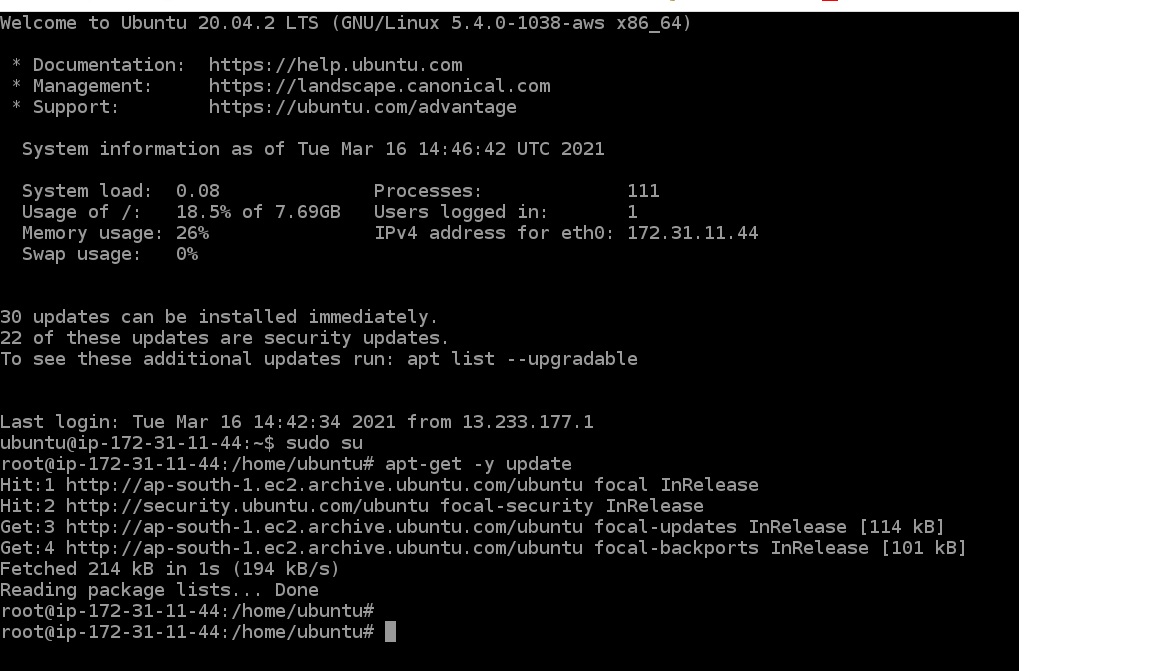 Welcome to Ubuntu 20.04.2 LTS (GNU/Linux 5.4.0-1038-aws x86_64)
* Documentation: https://help.ubuntu.com
* Management: https://landscape.canonical.com
* Support: https://ubuntu.com/advantage
System information as of Tue Mar 16 14:46:42 UTC 2021
System load: 0.08 Processes: 111
Usage of /: 18.5% of 7.69GB Users logged in: 1
Memory usage: 26% IPv4 address for eth0: 172.31.11.44
Swap usage: 0%
30 updates can be installed immediately.
22 of these updates are security updates.
To see these additional updates run: apt list --upgradable
Last login: Tue Mar 16 14:42:34 2021 from 13.233.177.1
ubuntu@ip-172-31-11-44:~$ sudo su
root@ip-172-31-11-44:/home/ubuntu# apt-get -y update
Hit:1 http://ap-south-1.ec2.archive.ubuntu.com/ubuntu focal InRelease
Hit:2 http://security.ubuntu.com/ubuntu focal-security InRelease
Get:3 http://ap-south-1.ec2.archive.ubuntu.com/ubuntu focal-updates InRelease [114 kB]
Get:4 http://ap-south-1.ec2.archive.ubuntu.com/ubuntu focal-backports InRelease [101 kB]
Fetched 214 kB in 1s (194 kB/s)
Reading package lists... Done
root@ip-172-31-11-44:/home/ubuntu#
root@ip-172-31-11-44:/home/ubuntu#